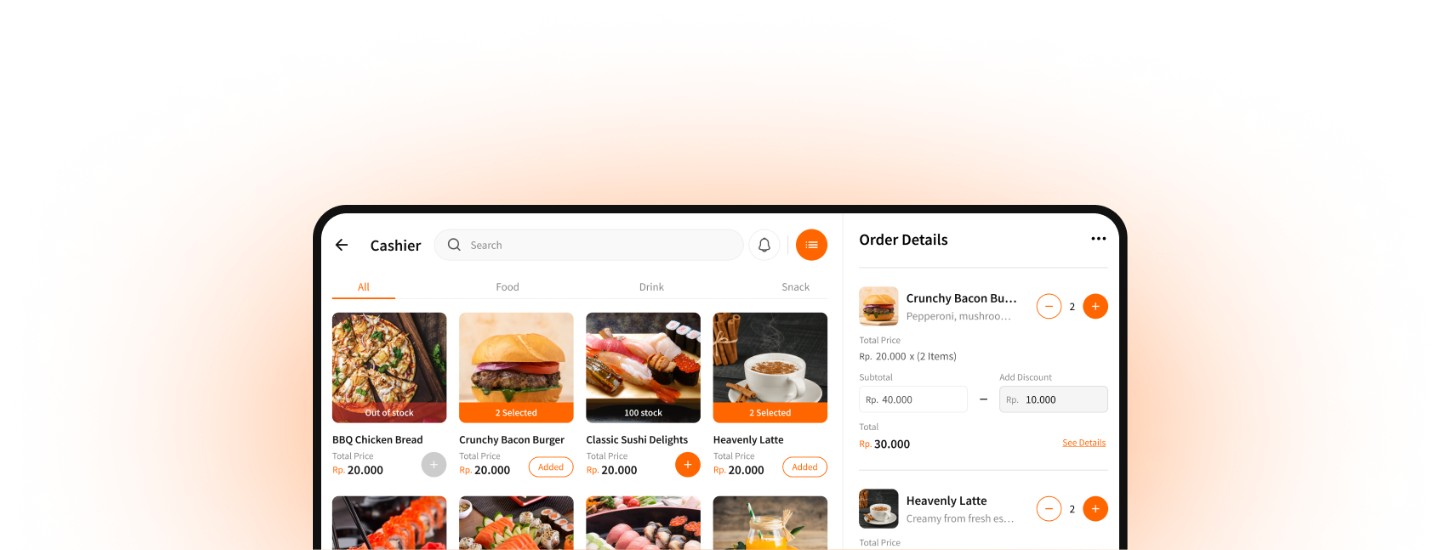 Cashier
Search
All
Food
Drink
Snack
Out of stock
BBQ Chicken Bread
Total Price
Rp. 20.000
2 Selected
Crunchy Bacon Burger
Total Price
Rp. 20.000
Added
100 stock
Classic Sushi Delights
Total Price
Rp. 20.000
2 Selected
Heavenly Latte
Total Price
Rp. 20.000
Added
Order Details
Crunchy Bacon Bu...
Pepperoni, mushroo...
2
Total Price
Rp. 20.000 x (2 Items)
Subtotal
Add Discount
Rp. 40.000
Rp. 10.000
Total
Rp. 30.000
See Details
Heavenly Latte
Creamy from fresh es...
2
Total Price